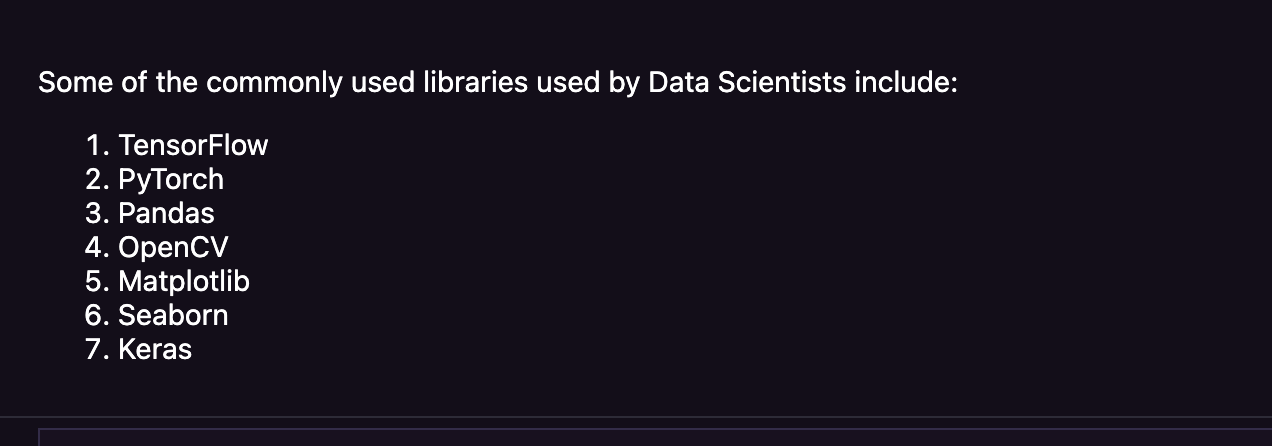 Some of the commonly used libraries used by Data Scientists include:
1. TensorFlow
2. PyTorch
3. Pandas
4. OpenCV
5. Matplotlib
6. Seaborn
7. Keras